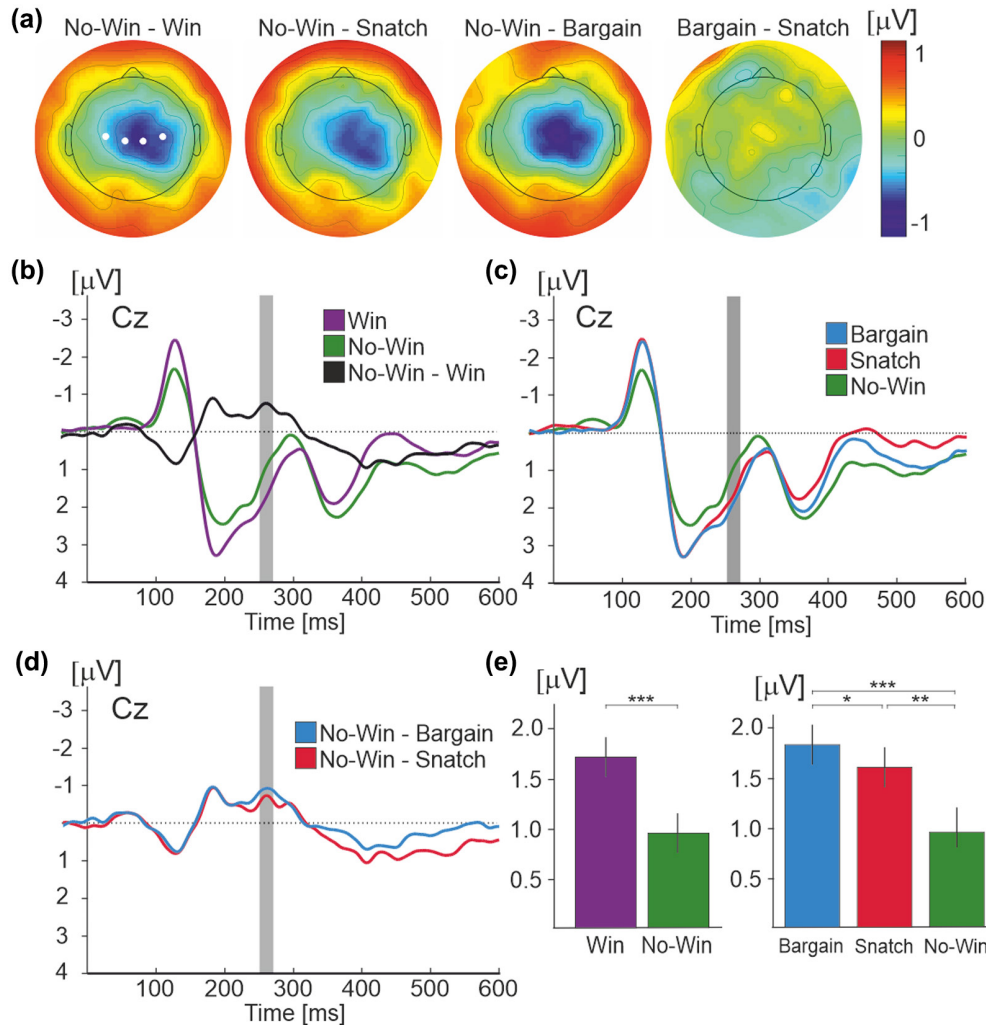 (a) No-Win - Win No-Win - Snatch No-Win - Bargain Bargain - Snatch [μV]
1
0
-1
(b) [μV]
Cz
-3
-2
-1
1
2
3
4
Win
No-Win
No-Win - Win
100 200 300 400 500 600
Time [ms]
(c) [μV]
Cz
-3
-2
-1
1
2
3
4
Bargain
Snatch
No-Win
100 200 300 400 500 600
Time [ms]
(d) [μV]
Cz
-3
-2
-1
1
2
3
4
No-Win - Bargain
No-Win - Snatch
100 200 300 400 500 600
Time [ms]
(e) [μV]
***
2.0
1.5
1.0
0.5
Win No-Win
[μV]
***
* **
2.0
1.5
1.0
0.5
Bargain Snatch No-Win